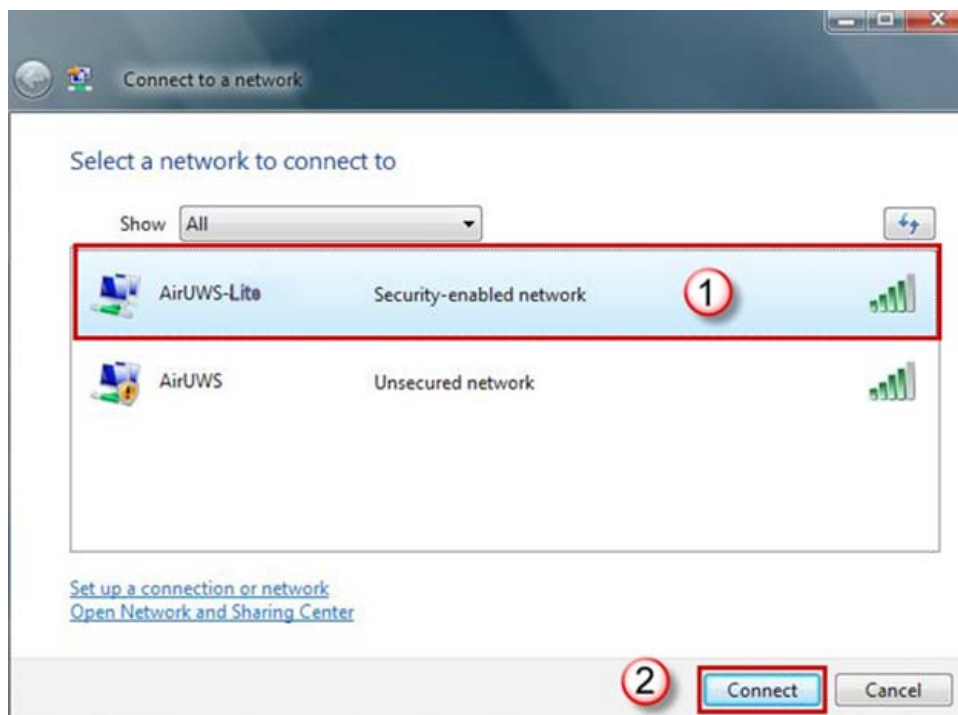 Connect to a network
Select a network to connect to
Show All
AirUWS-Lite Security-enabled network 1
AirUWS Unsecured network
Set up a connection or network
Open Network and Sharing Center
2 Connect Cancel